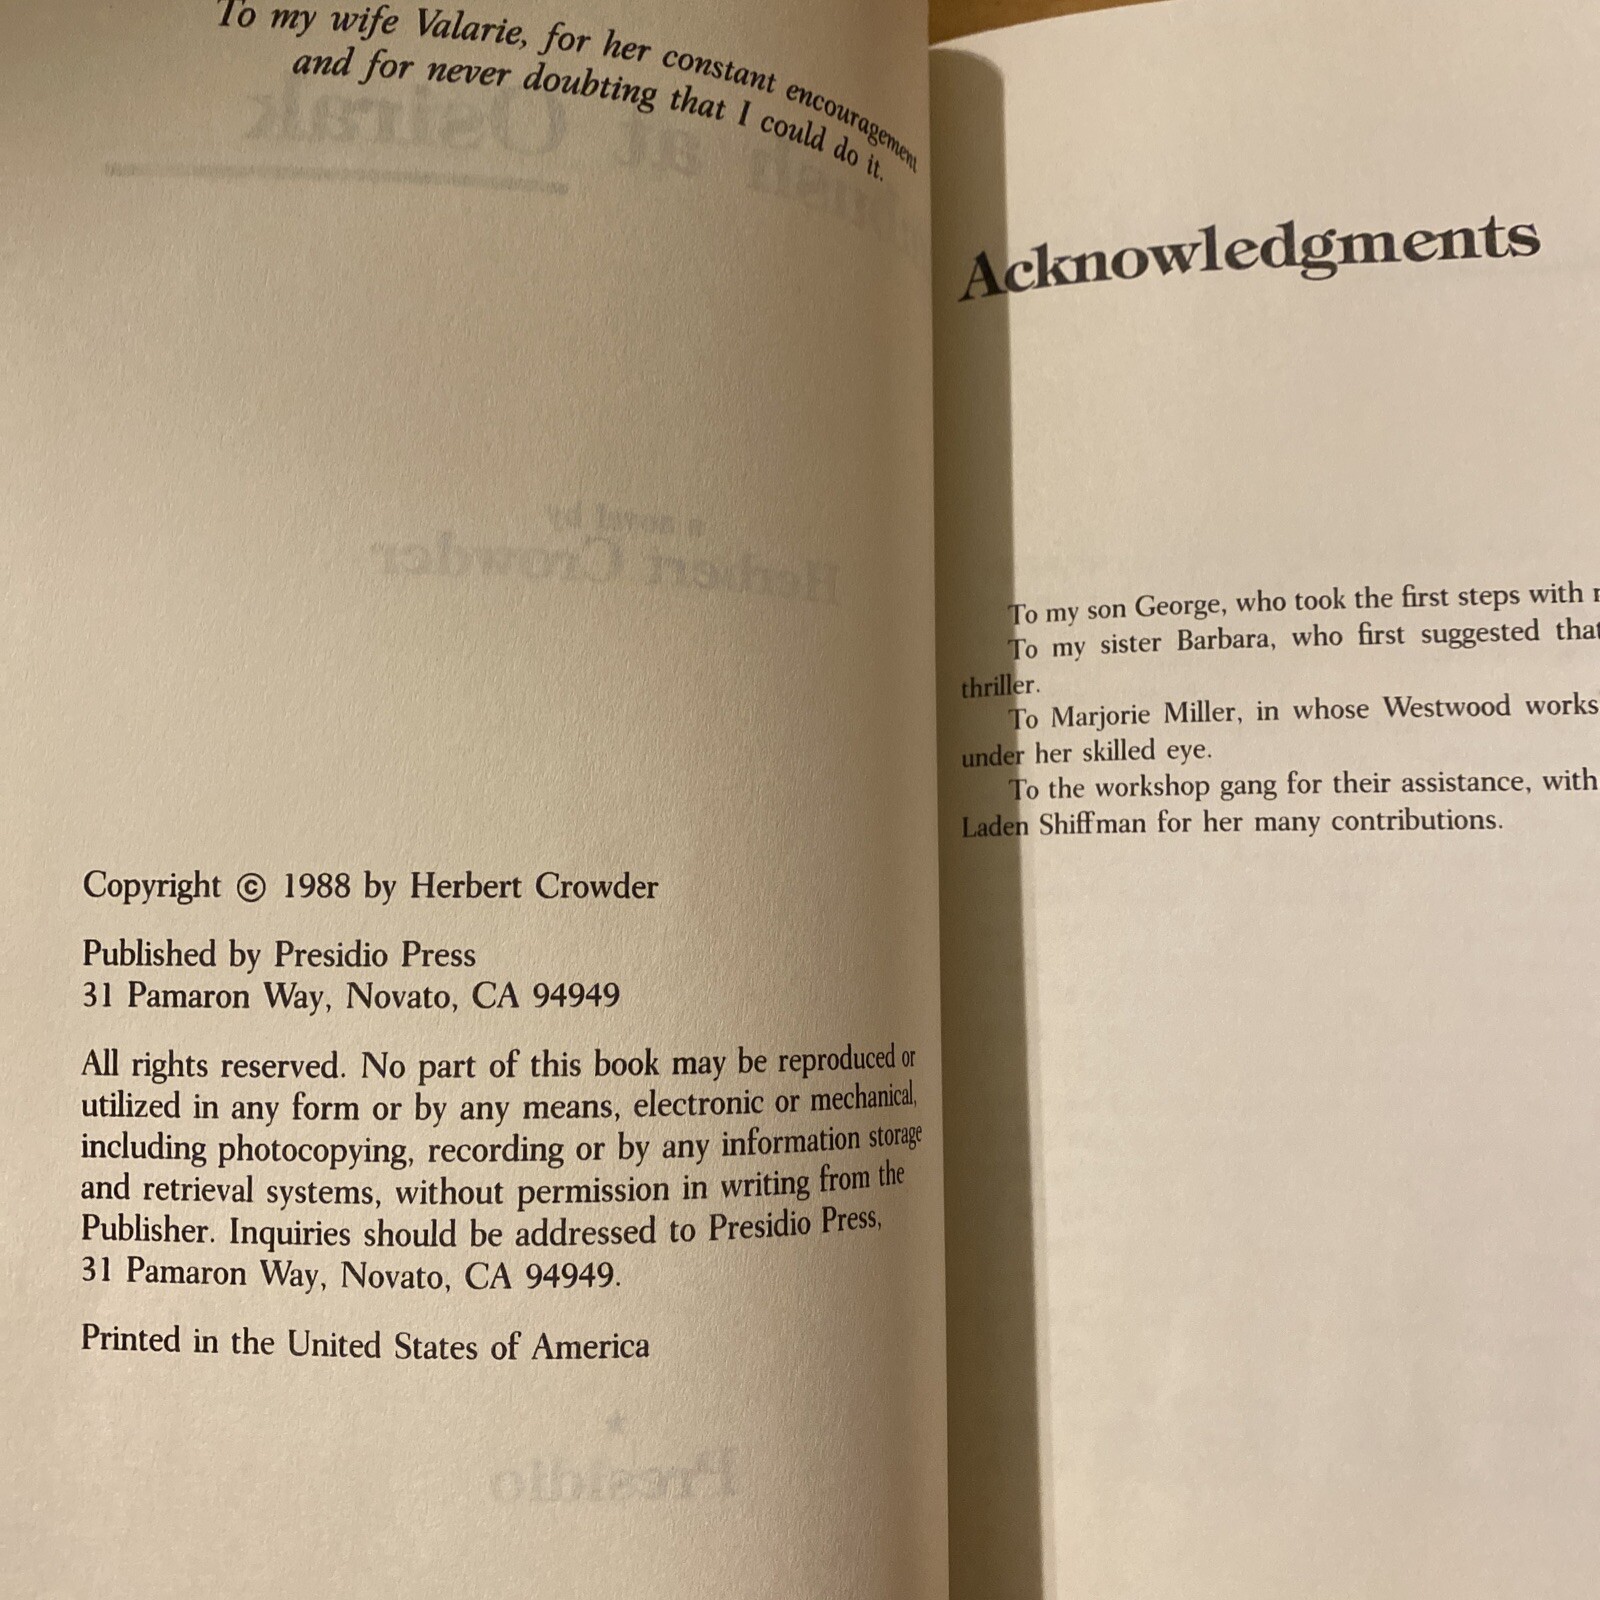 To my wife Valarie, for her constant encouragement
and for never doubting that I could do it.
at Osirak
a novel by
Herbert Crowder
Copyright © 1988 by Herbert Crowder
Published by Presidio Press
31 Pamaron Way, Novato, CA 94949
All rights reserved. No part of this book may be reproduced or
utilized in any form or by any means, electronic or mechanical,
including photocopying, recording or by any information storage
and retrieval systems, without permission in writing from the
Publisher. Inquiries should be addressed to Presidio Press,
31 Pamaron Way, Novato, CA 94949.
Printed in the United States of America
Presidio
Acknowledgments
To my son George, who took the first steps with
To my sister Barbara, who first suggested that
thriller.
To Marjorie Miller, in whose Westwood works
under her skilled eye.
To the workshop gang for their assistance, with
Laden Shiffman for her many contributions.